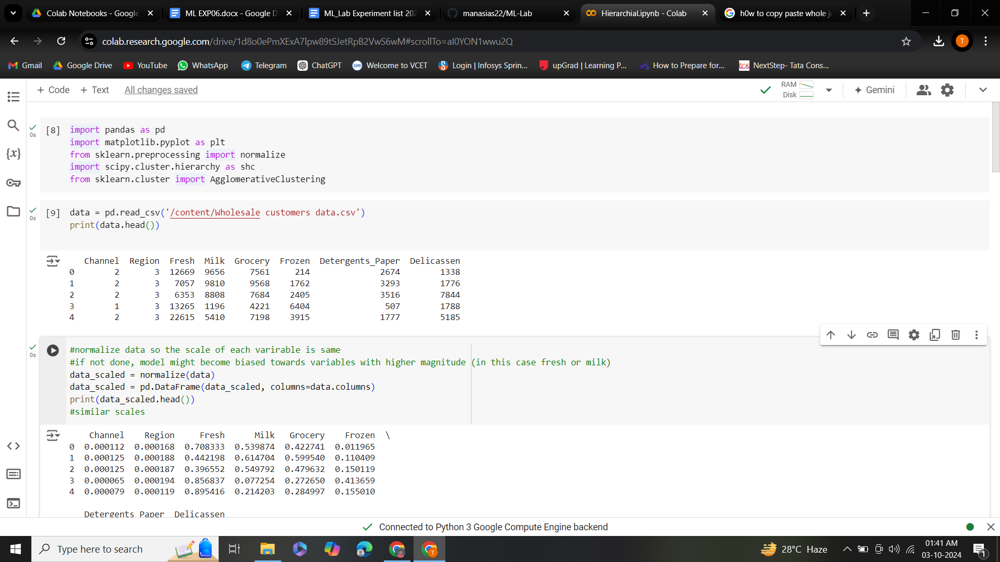 Colab Notebooks - Google
ML EXP06.docx - Google D
ML_Lab Experiment list 202
manasias22/ML-Lab
Hierarchial.ipynb - Colab
h0w to copy paste whole j
colab.research.google.com/drive/1d8o0ePmXExA7lpw89tSJetRpB2VwS6wM#scrollTo=aI0YON1wwu2Q
T
Gmail
Google Drive
YouTube
WhatsApp
Telegram
ChatGPT
Welcome to VCET
Login | Infosys Sprin...
upGrad | Learning P...
How to Prepare for...
NextStep- Tata Cons...
+ Code + Text All changes saved
RAM
Disk
Gemini
[8] import pandas as pd
0s
import matplotlib.pyplot as plt
from sklearn.preprocessing import normalize
import scipy.cluster.hierarchy as shc
from sklearn.cluster import AgglomerativeClustering
[9] data = pd.read_csv('/content/Wholesale customers data.csv')
0s
print(data.head())
Channel Region Fresh Milk Grocery Frozen Detergents_Paper Delicassen
0 2 3 12669 9656 7561 214 2674 1338
1 2 3 7057 9810 9568 1762 3293 1776
2 2 3 6353 8808 7684 2405 3516 7844
3 1 3 13265 1196 4221 6404 507 1788
4 2 3 22615 5410 7198 3915 1777 5185
#normalize data so the scale of each varirable is same
0s
#if not done, model might become biased towards variables with higher magnitude (in this case fresh or milk)
data_scaled = normalize(data)
data_scaled = pd.DataFrame(data_scaled, columns=data.columns)
print(data_scaled.head())
#similar scales
Channel Region Fresh Milk Grocery Frozen \
0 0.000112 0.000168 0.708333 0.539874 0.422741 0.011965
1 0.000125 0.000188 0.442198 0.614704 0.599540 0.110409
2 0.000125 0.000187 0.396552 0.549792 0.479632 0.150119
3 0.000065 0.000194 0.856837 0.077254 0.272650 0.413659
4 0.000079 0.000119 0.895416 0.214203 0.284997 0.155010
Detergents_Paper Delicassen
Connected to Python 3 Google Compute Engine backend
Type here to search
28°C Haze
01:41 AM
03-10-2024
1